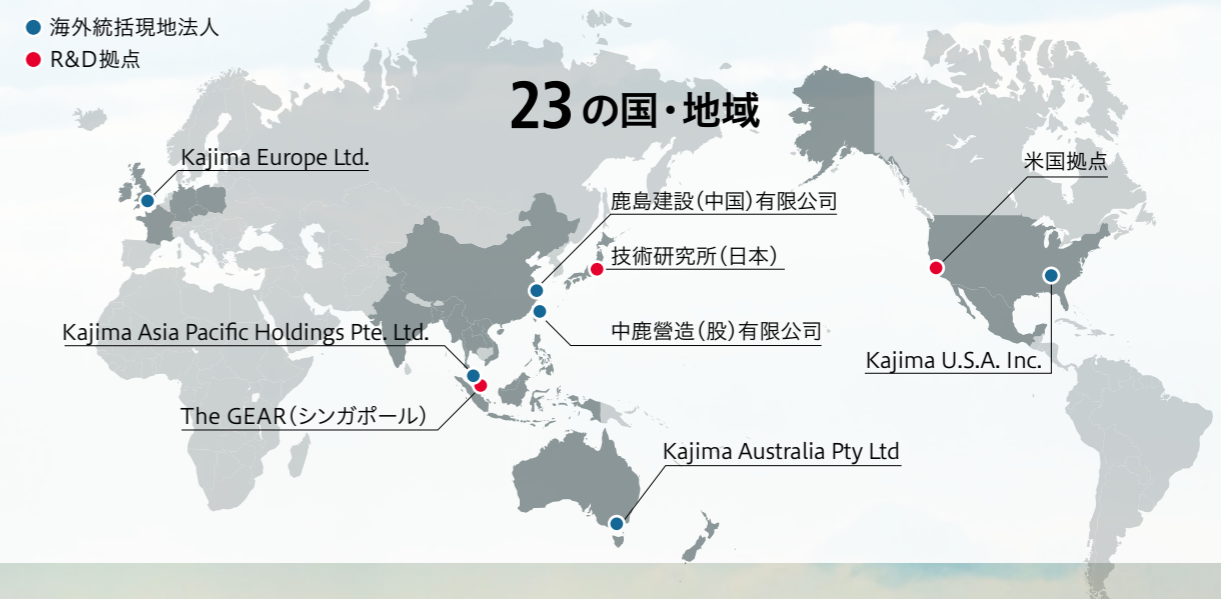 海外統括現地法人
R&D拠点
23の国・地域
Kajima Europe Ltd.
米国拠点
鹿島建設(中国)有限公司
技術研究所(日本)
中鹿營造(股)有限公司
Kajima Asia Pacific Holdings Pte. Ltd.
Kajima U.S.A. Inc.
The GEAR(シンガポール)
Kajima Australia Pty Ltd